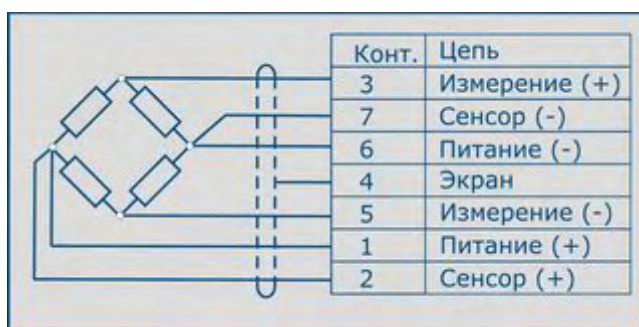 Конт. Цепь
3 Измерение (+)
7 Сенсор (-)
6 Питание (-)
4 Экран
5 Измерение (-)
1 Питание (+)
2 Сенсор (+)